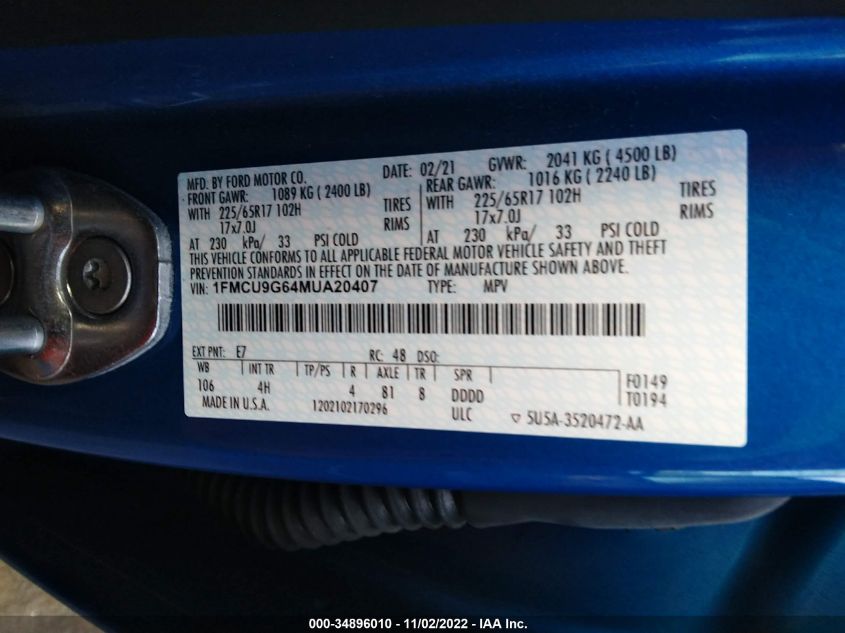 MFD. BY FORD MOTOR CO. DATE: 02/21 GVWR: 2041 KG ( 4500 LB)
FRONT GAWR: 1089 KG ( 2400 LB) REAR GAWR: 1016 KG ( 2240 LB)
WITH 225/65R17 102H TIRES WITH 225/65R17 102H TIRES
17x7.0J RIMS 17x7.0J RIMS
AT 230 kPa/ 33 PSI COLD AT 230 kPa/ 33 PSI COLD
THIS VEHICLE CONFORMS TO ALL APPLICABLE FEDERAL MOTOR VEHICLE SAFETY AND THEFT
PREVENTION STANDARDS IN EFFECT ON THE DATE OF MANUFACTURE SHOWN ABOVE.
VIN: 1FMCU9G64MUA20407 TYPE: MPV
EXT PNT: E7 RC: 48 DSO:
WB INT TR TP/PS R AXLE TR SPR F0149
106 4H 4 81 8 DDDD T0194
MADE IN U.S.A. 1202102170296 ULC ▽ 5U5A-3520472-AA
000-34896010 - 11/02/2022 - IAA Inc.